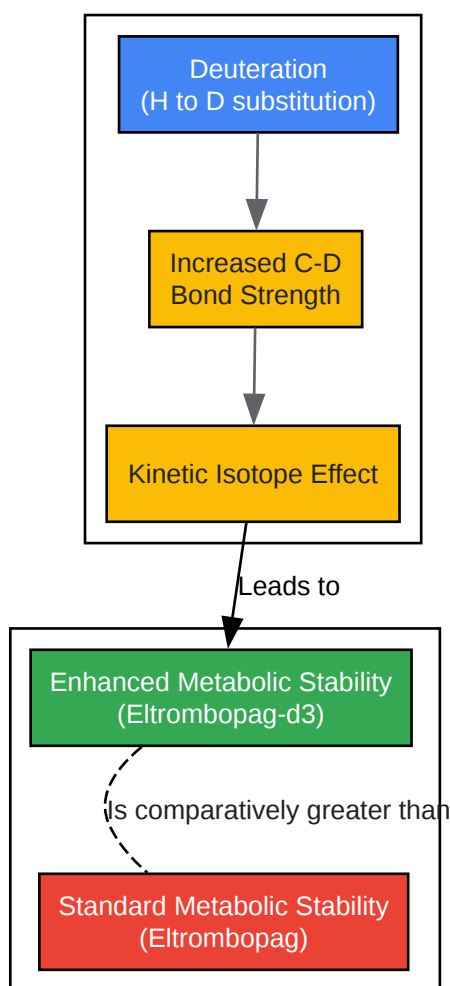 Deuteration
(H to D substitution)
Increased C-D
Bond Strength
Kinetic Isotope Effect
Leads to
Enhanced Metabolic Stability
(Eltrombopag-d3)
Is comparatively greater than
Standard Metabolic Stability
(Eltrombopag)